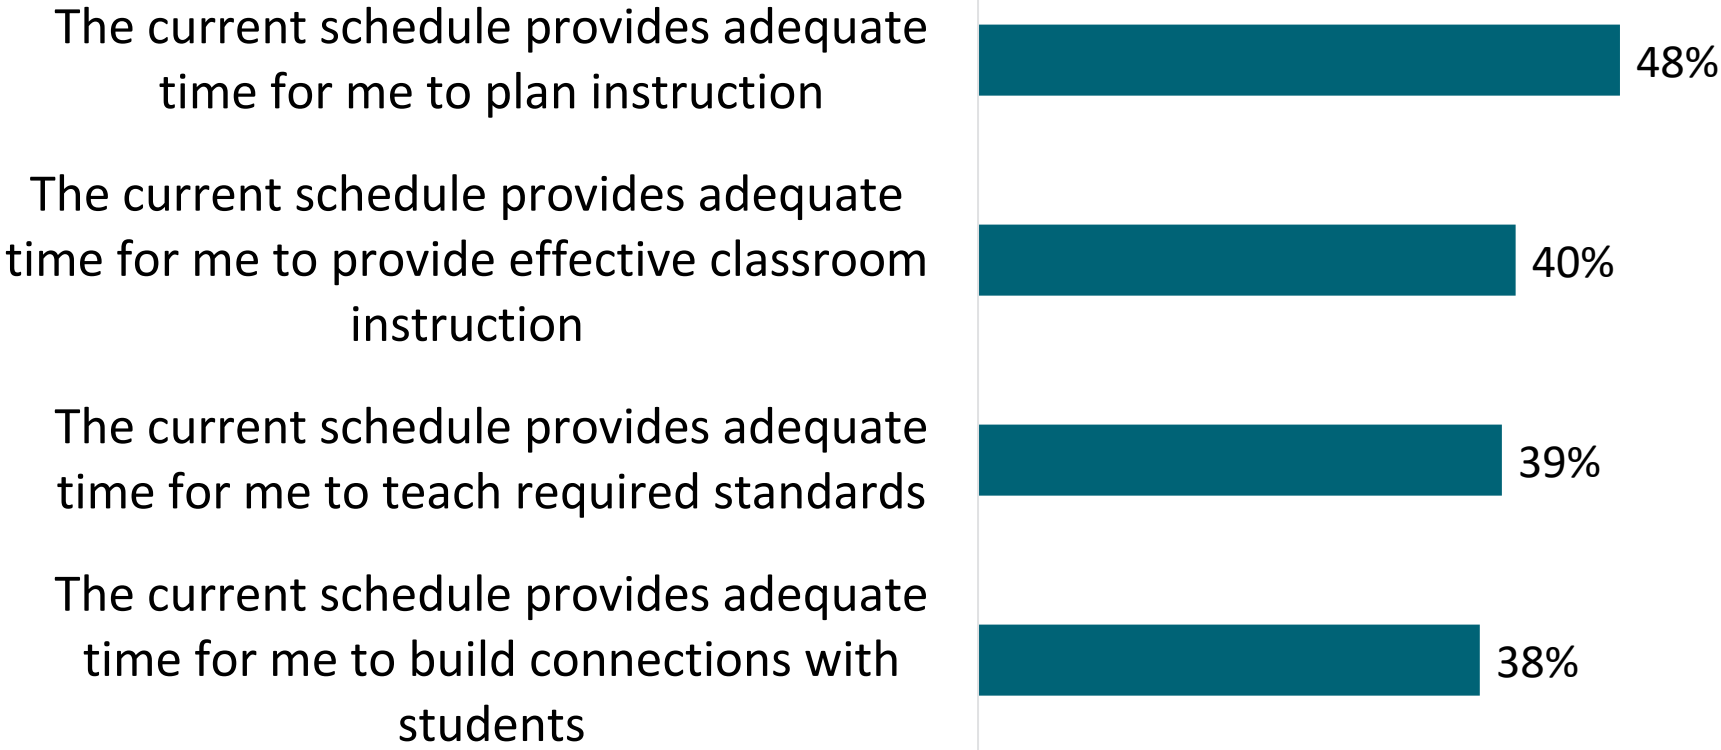 The current schedule provides adequate
time for me to plan instruction
48%
The current schedule provides adequate
time for me to provide effective classroom
instruction
40%
The current schedule provides adequate
time for me to teach required standards
39%
The current schedule provides adequate
time for me to build connections with
students
38%